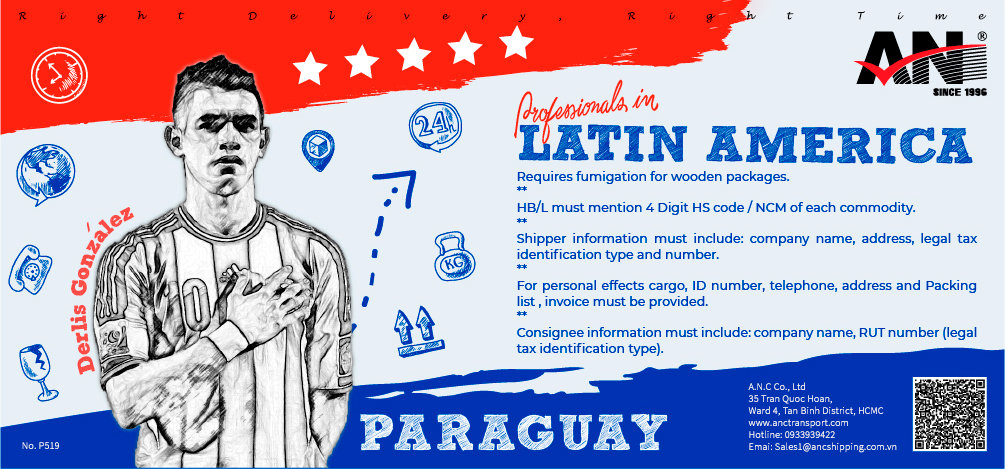 Right Delivery, Right Time
AN®
SINCE 1996
24
Professionals in
LATIN AMERICA
Requires fumigation for wooden packages.
**
HB/L must mention 4 Digit HS code / NCM of each commodity.
**
Shipper information must include: company name, address, legal tax
identification type and number.
**
For personal effects cargo, ID number, telephone, address and Packing
list , invoice must be provided.
**
Consignee information must include: company name, RUT number (legal
tax identification type).
Derlis González
KG
10
PARAGUAY
A.N.C Co., Ltd
35 Tran Quoc Hoan,
Ward 4, Tan Binh District, HCMC
www.anctransport.com
Hotline: 0933939422
Emai: Sales1@ancshipping.com.vn
No. P519